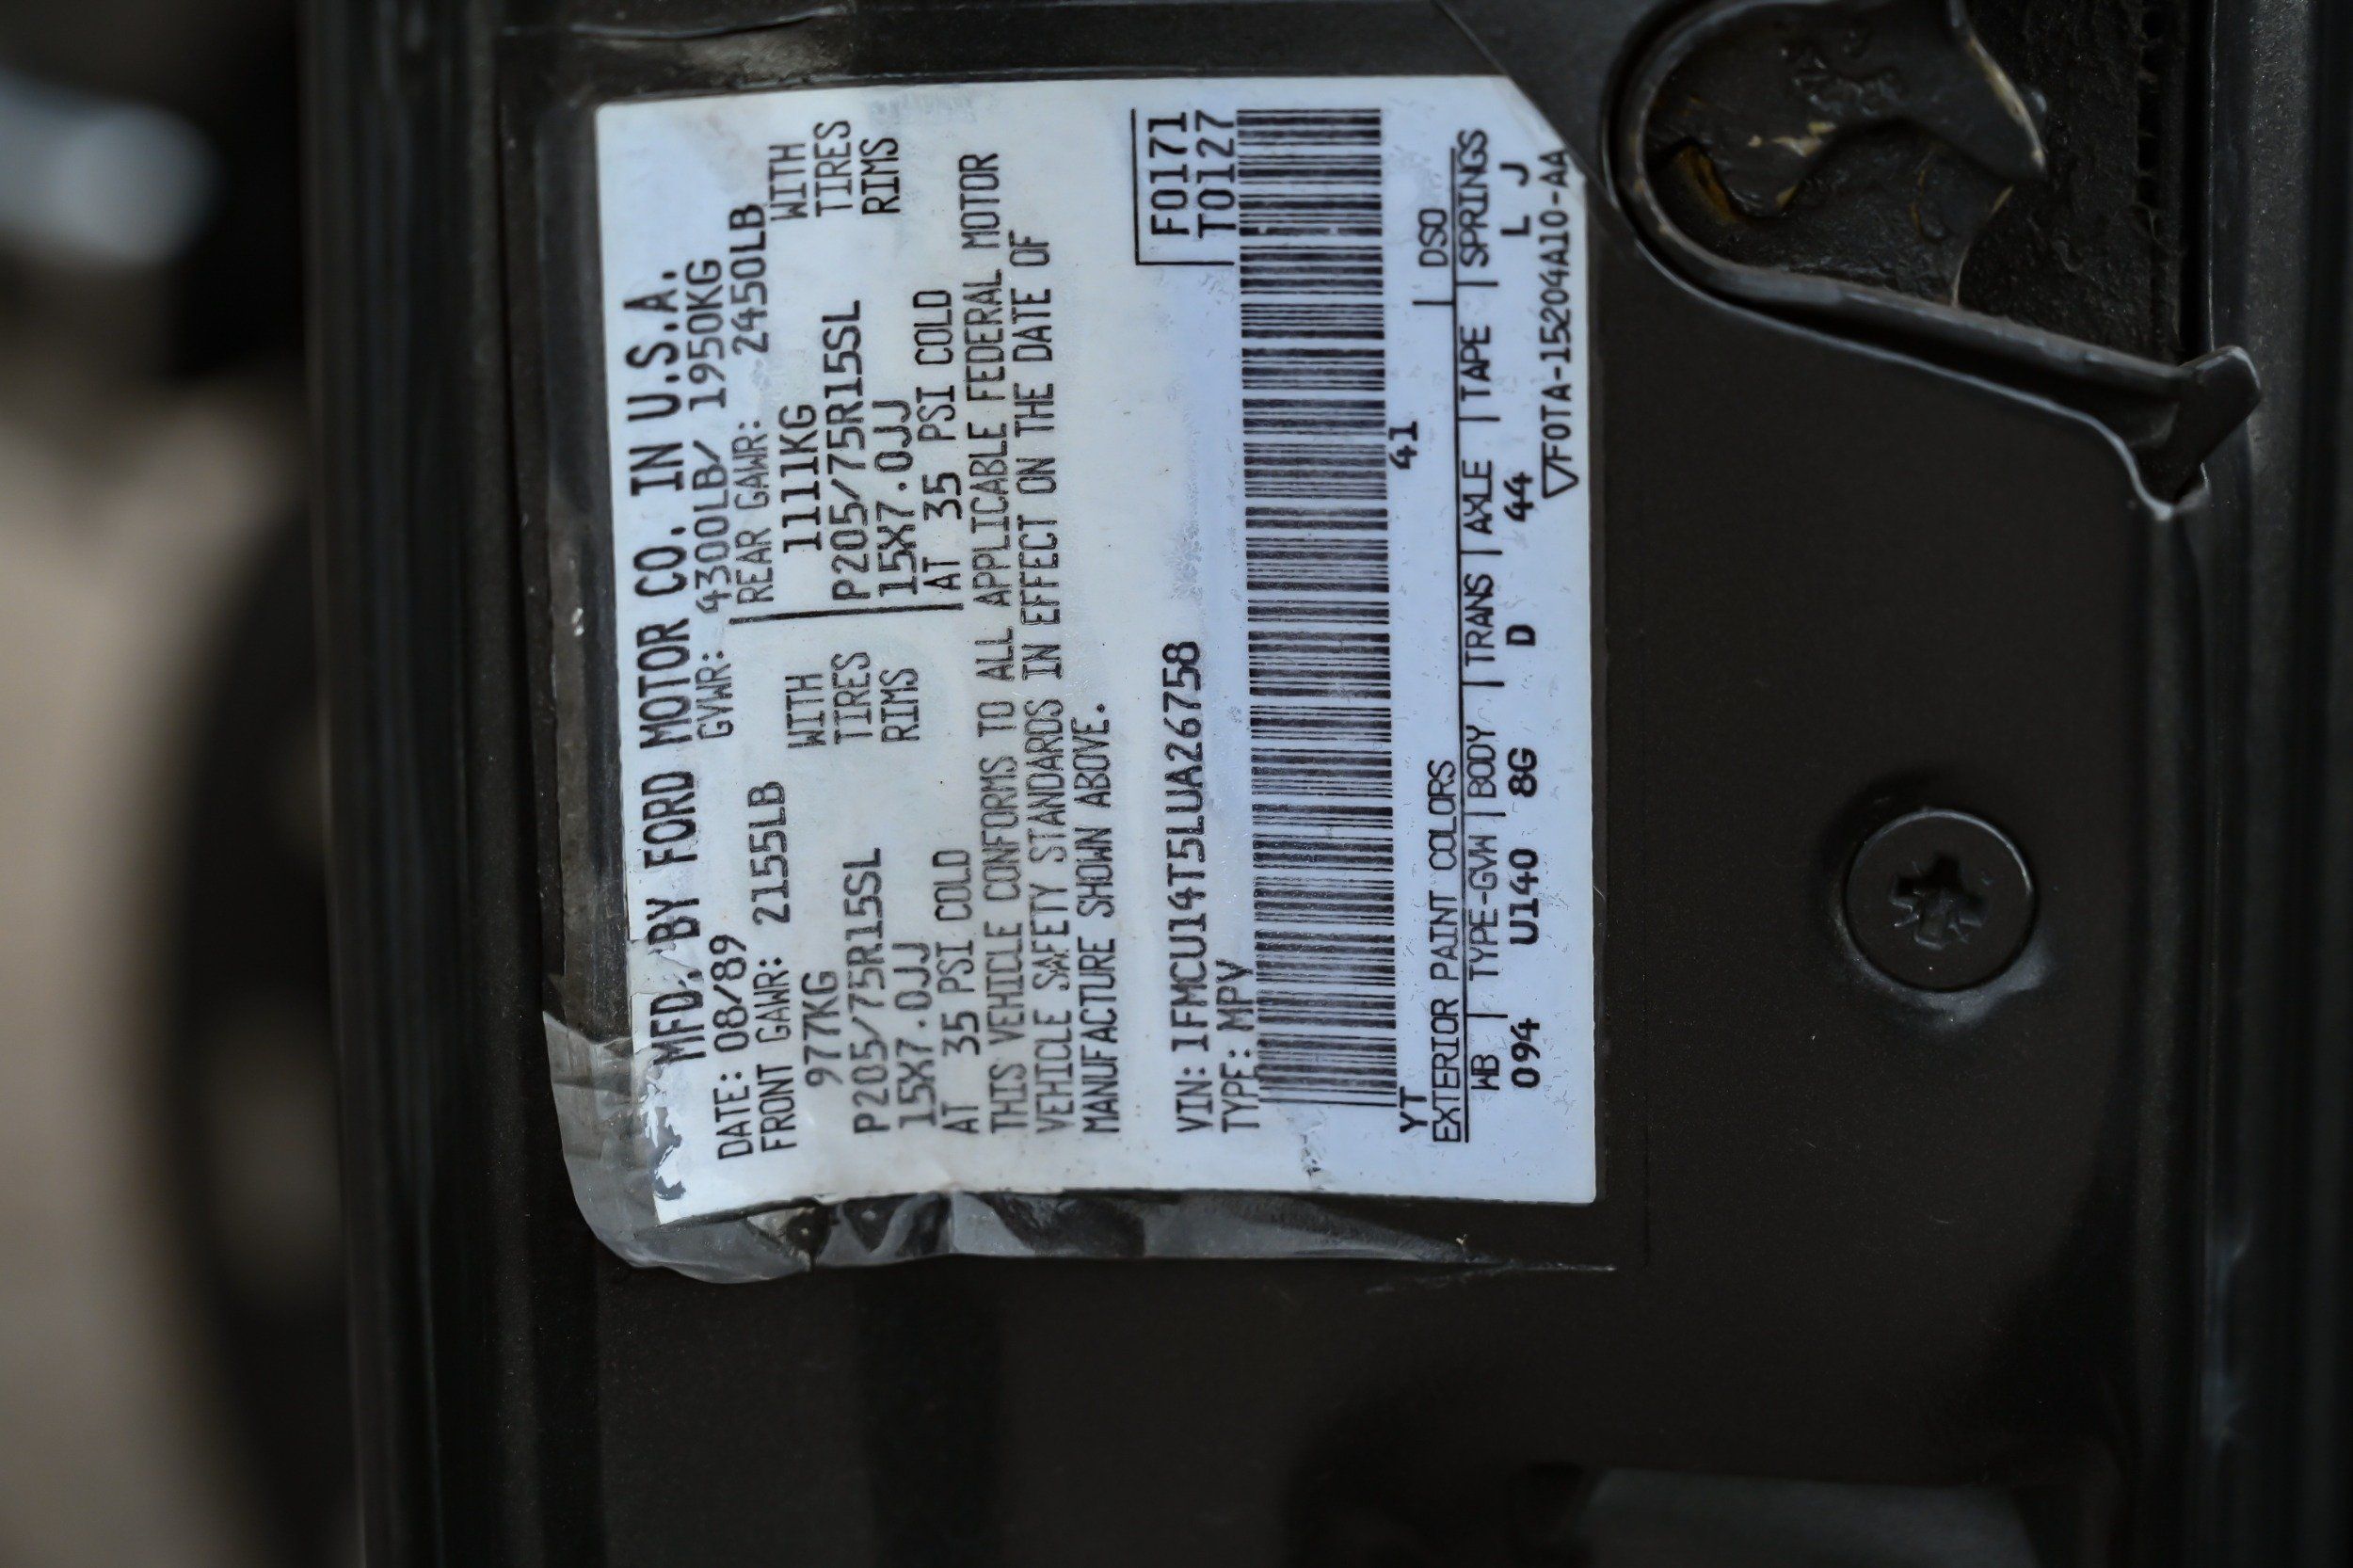 MFD. BY FORD MOTOR CO. IN U.S.A.
DATE: 08/89 GVWR: 4300LB/ 1950KG
FRONT GAWR: 2155LB REAR GAWR: 2450LB
977KG WITH 1111KG WITH
P205/75R15SL TIRES P205/75R15SL TIRES
15X7.0JJ RIMS 15X7.0JJ RIMS
AT 35 PSI COLD AT 35 PSI COLD
THIS VEHICLE CONFORMS TO ALL APPLICABLE FEDERAL MOTOR
VEHICLE SAFETY STANDARDS IN EFFECT ON THE DATE OF
MANUFACTURE SHOWN ABOVE.
F0171
VIN: 1FMCU14T5LUA26758 T0127
TYPE: MPV
YT 41
EXTERIOR PAINT COLORS DSO
WB TYPE-GVW BODY TRANS AXLE TAPE SPRINGS
094 U140 8G D 44 L J
F0TA-15204A10-AA